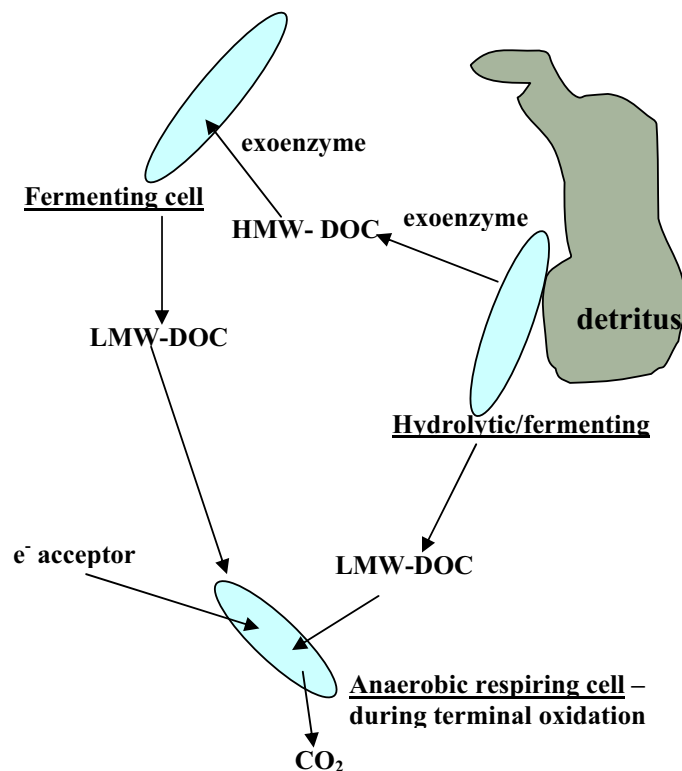 exoenzyme
Fermenting cell
exoenzyme
HMW- DOC
detritus
LMW-DOC
Hydrolytic/fermenting
e⁻ acceptor
LMW-DOC
Anaerobic respiring cell –
during terminal oxidation
CO₂